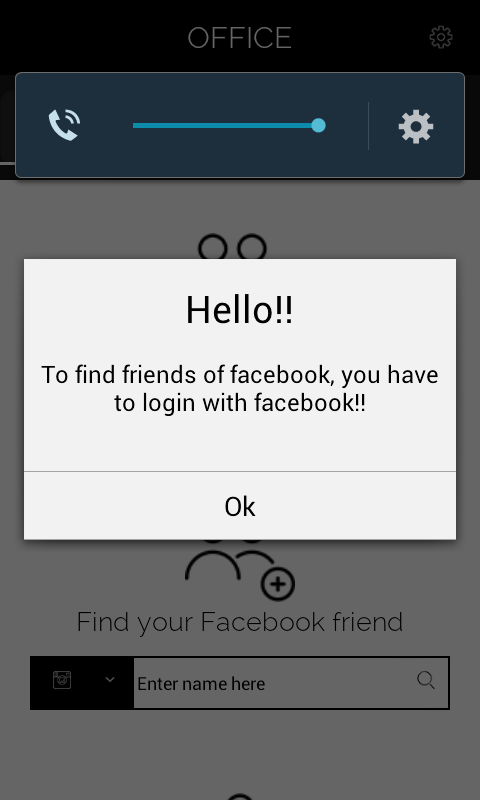 OFFICE
Hello!!
To find friends of facebook, you have
to login with facebook!!
Ok
Find your Facebook friend
Enter name here